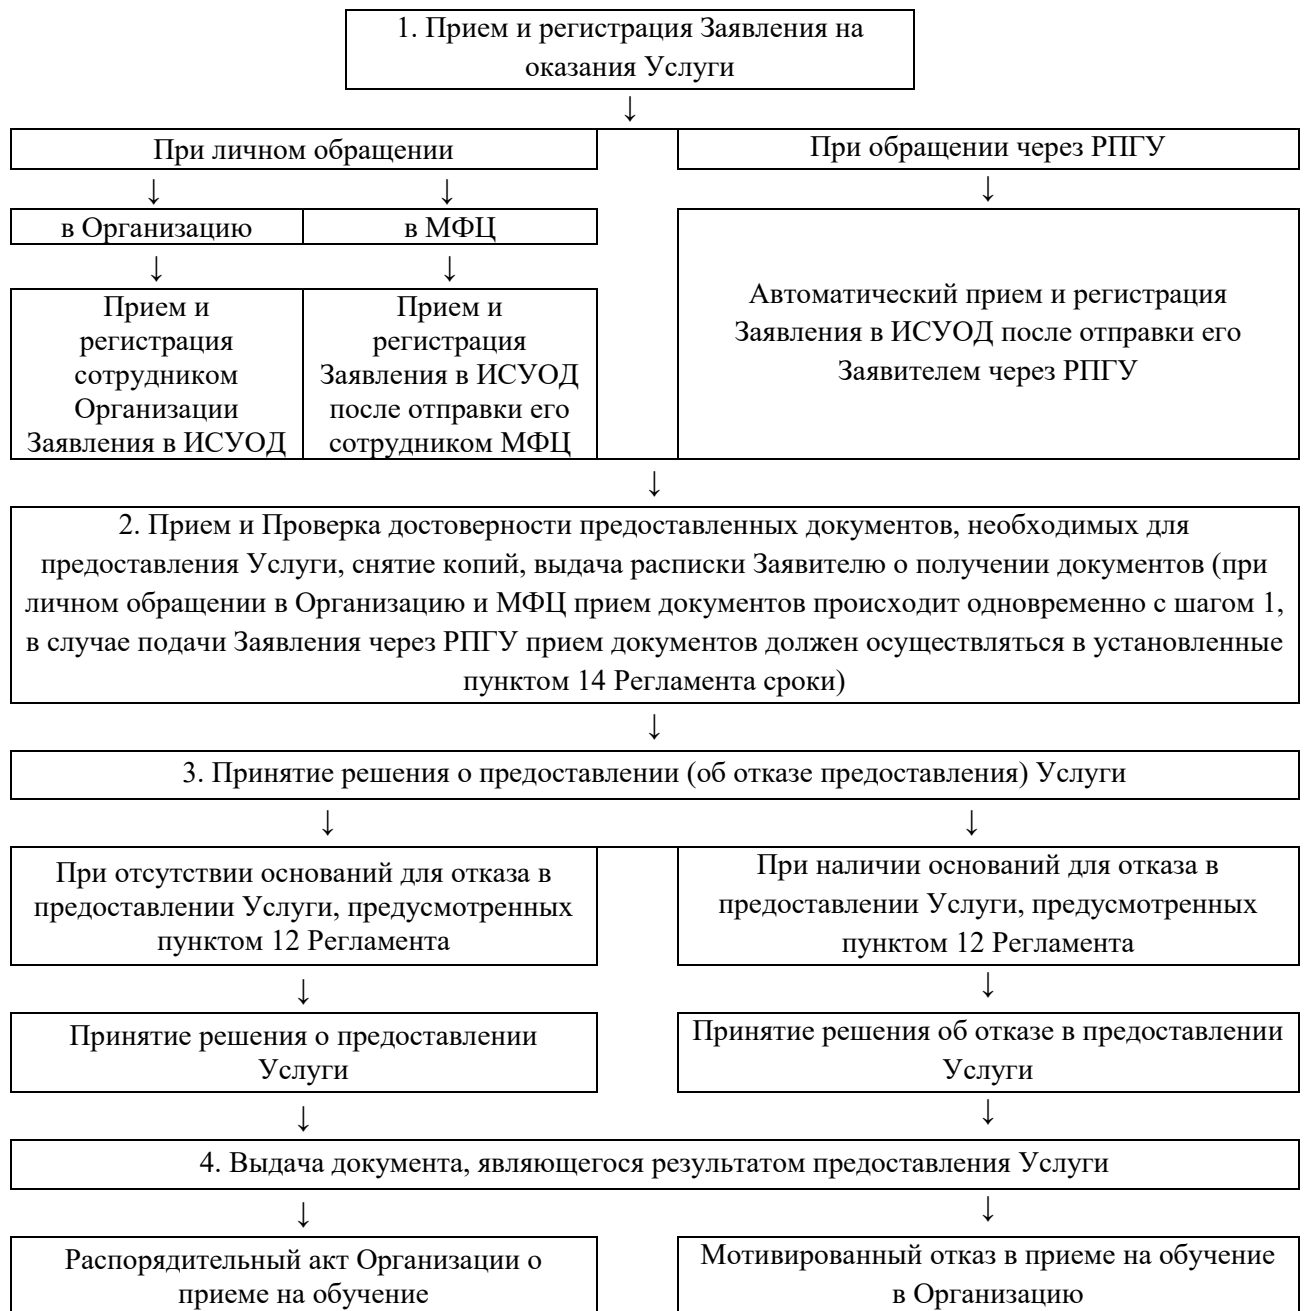 1. Прием и регистрация Заявления на
оказания Услуги
↓
При личном обращении
При обращении через РПГУ
↓ ↓ ↓
в Организацию
в МФЦ
↓ ↓
Прием и
регистрация
сотрудником
Организации
Заявления в ИСУОД
Прием и
регистрация
Заявления в ИСУОД
после отправки его
сотрудником МФЦ
Автоматический прием и регистрация
Заявления в ИСУОД после отправки его
Заявителем через РПГУ
↓
2. Прием и Проверка достоверности предоставленных документов, необходимых для
предоставления Услуги, снятие копий, выдача расписки Заявителю о получении документов (при
личном обращении в Организацию и МФЦ прием документов происходит одновременно с шагом 1,
в случае подачи Заявления через РПГУ прием документов должен осуществляться в установленные
пунктом 14 Регламента сроки)
↓
3. Принятие решения о предоставлении (об отказе предоставления) Услуги
↓ ↓
При отсутствии оснований для отказа в
предоставлении Услуги, предусмотренных
пунктом 12 Регламента
При наличии оснований для отказа в
предоставлении Услуги, предусмотренных
пунктом 12 Регламента
↓ ↓
Принятие решения о предоставлении
Услуги
Принятие решения об отказе в предоставлении
Услуги
↓ ↓
4. Выдача документа, являющегося результатом предоставления Услуги
↓ ↓
Распорядительный акт Организации о
приеме на обучение
Мотивированный отказ в приеме на обучение
в Организацию